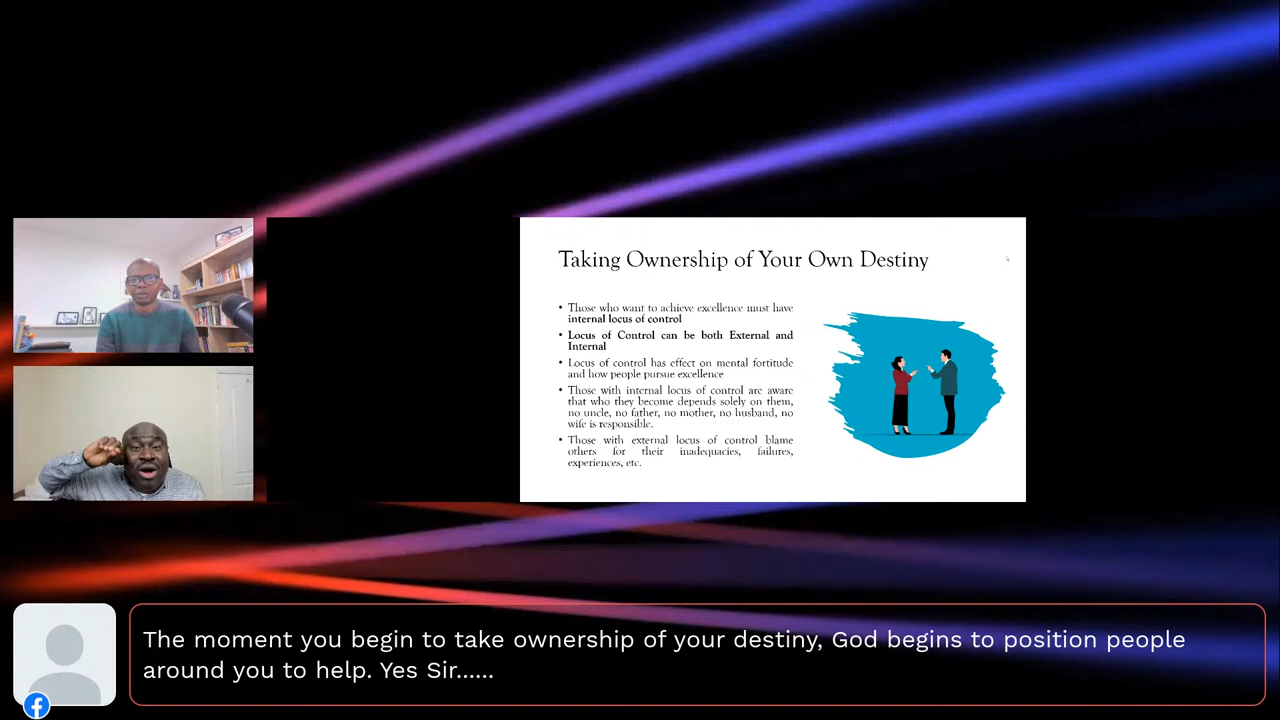 Taking Ownership of Your Own Destiny
• Those who want to achieve excellence must have
internal locus of control
• Locus of Control can be both External and
Internal
• Locus of control has effect on mental fortitude
and how people pursue excellence
• Those with internal locus of control are aware
that who they become depends solely on them,
no uncle, no father, no mother, no husband, no
wife is responsible.
• Those with external locus of control blame
others for their inadequacies, failures,
experiences, etc.
The moment you begin to take ownership of your destiny, God begins to position people
around you to help. Yes Sir......